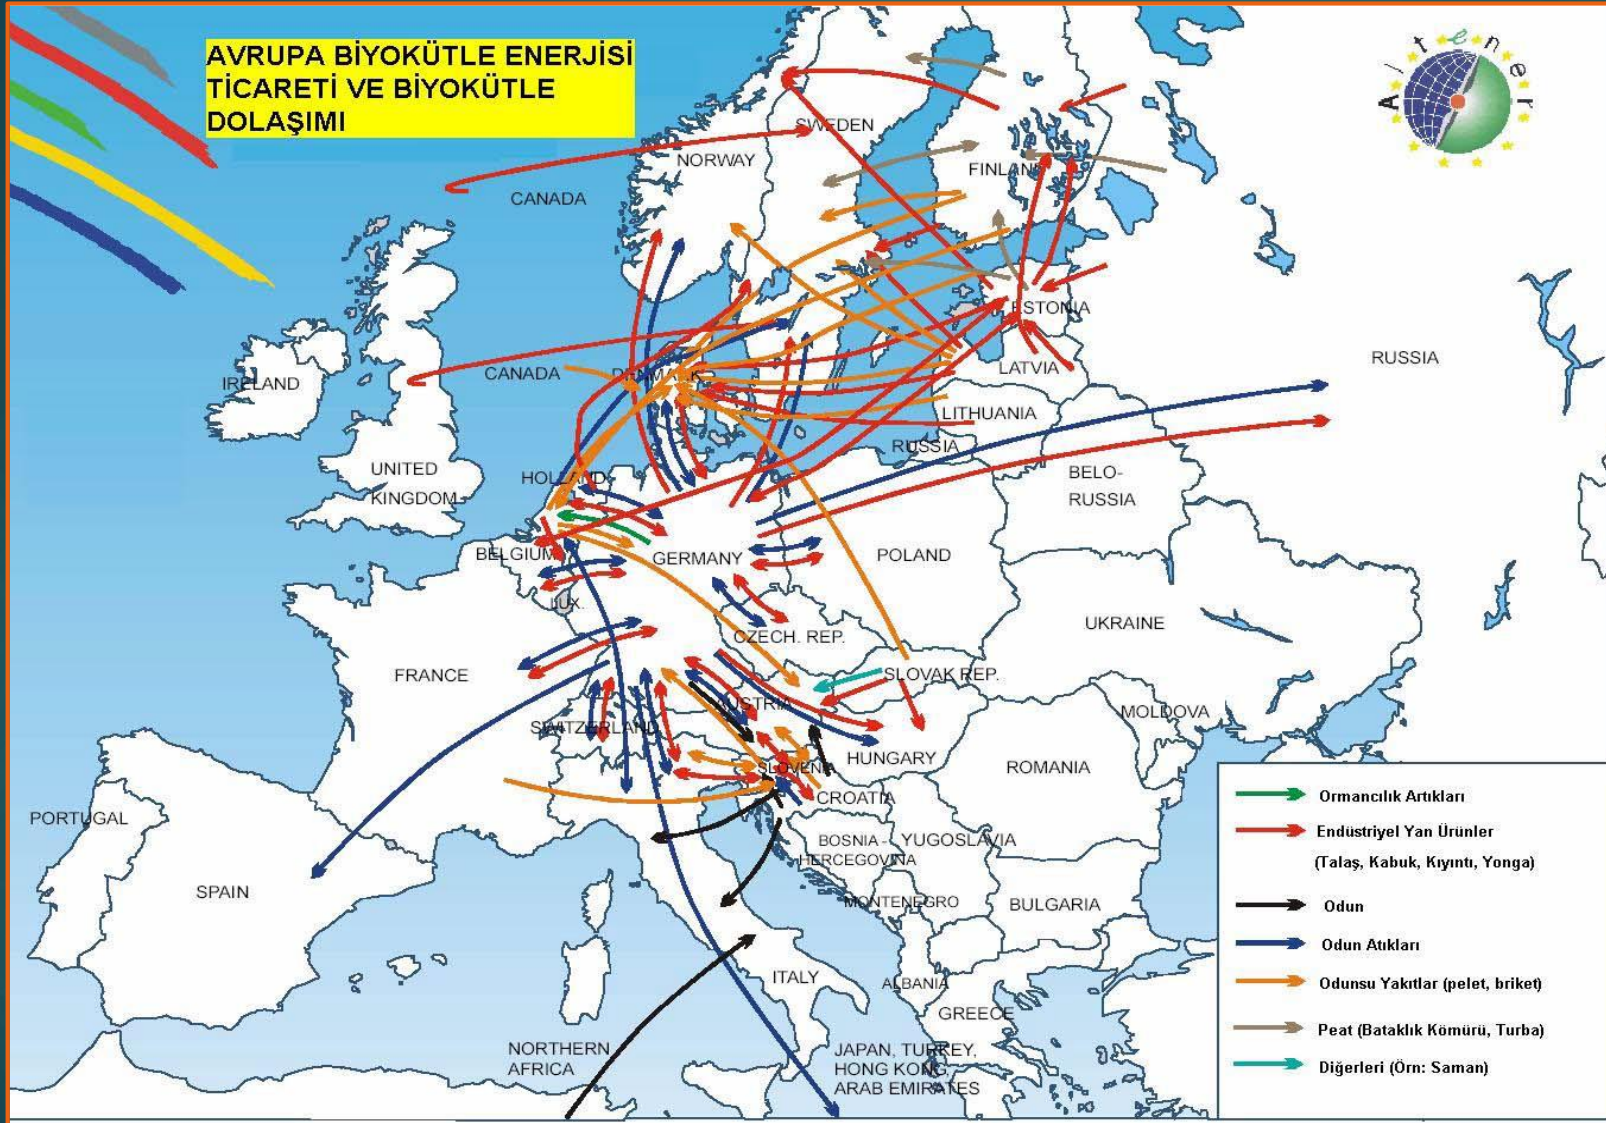 AVRUPA BİYOKÜTLE ENERJİSİ
TİCARETİ VE BİYOKÜTLE
DOLAŞIMI
Altener
SWEDEN
NORWAY
FINLAND
CANADA
ESTONIA
RUSSIA
IRELAND
CANADA
DENMARK
LATVIA
LITHUANIA
RUSSIA
UNITED
KINGDOM
HOLLAND
BELO-
RUSSIA
BELGIUM
GERMANY
POLAND
LUX.
CZECH. REP.
UKRAINE
FRANCE
SLOVAK REP.
AUSTRIA
MOLDOVA
SWITZERLAND
HUNGARY
SLOVENIA
ROMANIA
CROATIA
PORTUGAL
BOSNIA -
HERCEGOVINA
YUGOSLAVIA
SPAIN
MONTENEGRO
BULGARIA
ITALY
ALBANIA
GREECE
NORTHERN
AFRICA
JAPAN, TURKEY,
HONG KONG,
ARAB EMIRATES
Ormancılık Artıkları
Endüstriyel Yan Ürünler
(Talaş, Kabuk, Kıyıntı, Yonga)
Odun
Odun Atıkları
Odunsu Yakıtlar (pelet, briket)
Peat (Bataklık Kömürü, Turba)
Diğerleri (Örn: Saman)